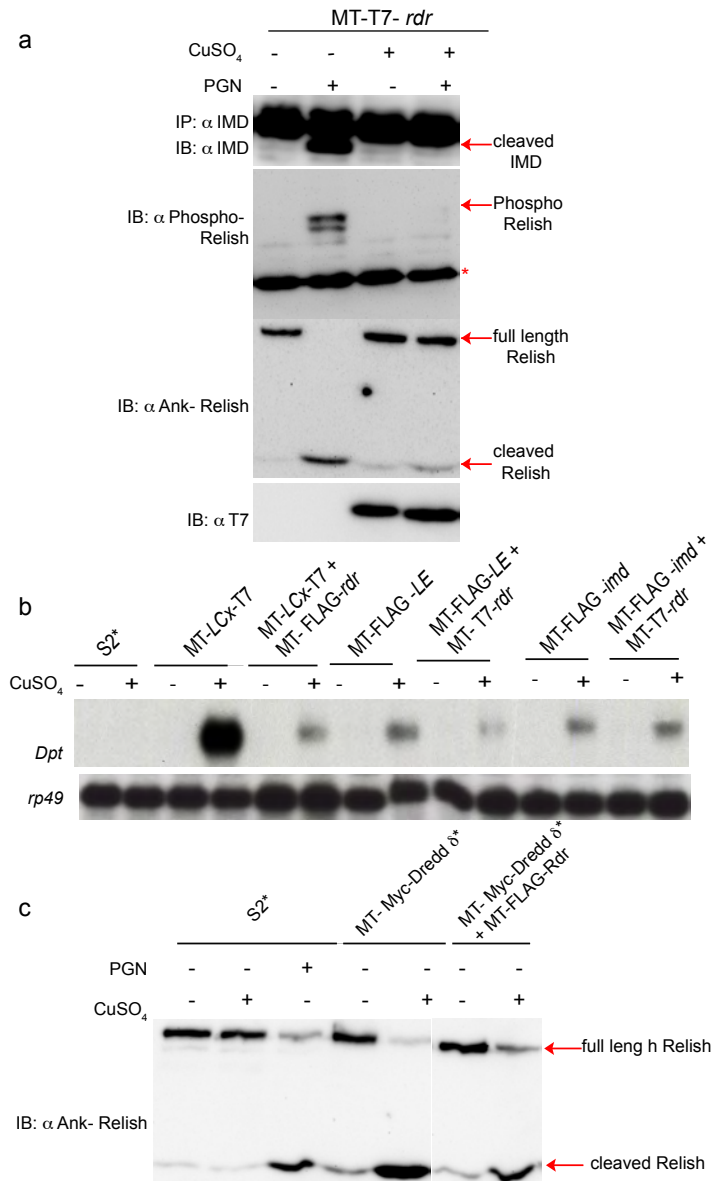 a
MT-T7- rdr
CuSO4 - - + +
PGN - + - +
IP: α IMD
IB: α IMD
cleaved
IMD
IB: α Phospho-
Relish
Phospho
Relish
*
full length
Relish
IB: α Ank- Relish
cleaved
Relish
IB: α T7
b
S2*
MT-LCx-T7
MT-LCx-T7 +
MT- FLAG-rdr
MT-FLAG -LE
MT-FLAG-LE +
MT- T7-rdr
MT-FLAG -imd
MT-FLAG -imd +
MT-T7-rdr
CuSO4 - + - + - + - + - + - + - +
Dpt
rp49
c
S2*
MT- Myc-Dredd δ*
MT- Myc-Dredd δ*
+ MT-FLAG-Rdr
PGN - - + - - - -
CuSO4 - + - - + - +
full leng h Relish
IB: α Ank- Relish
cleaved Relish